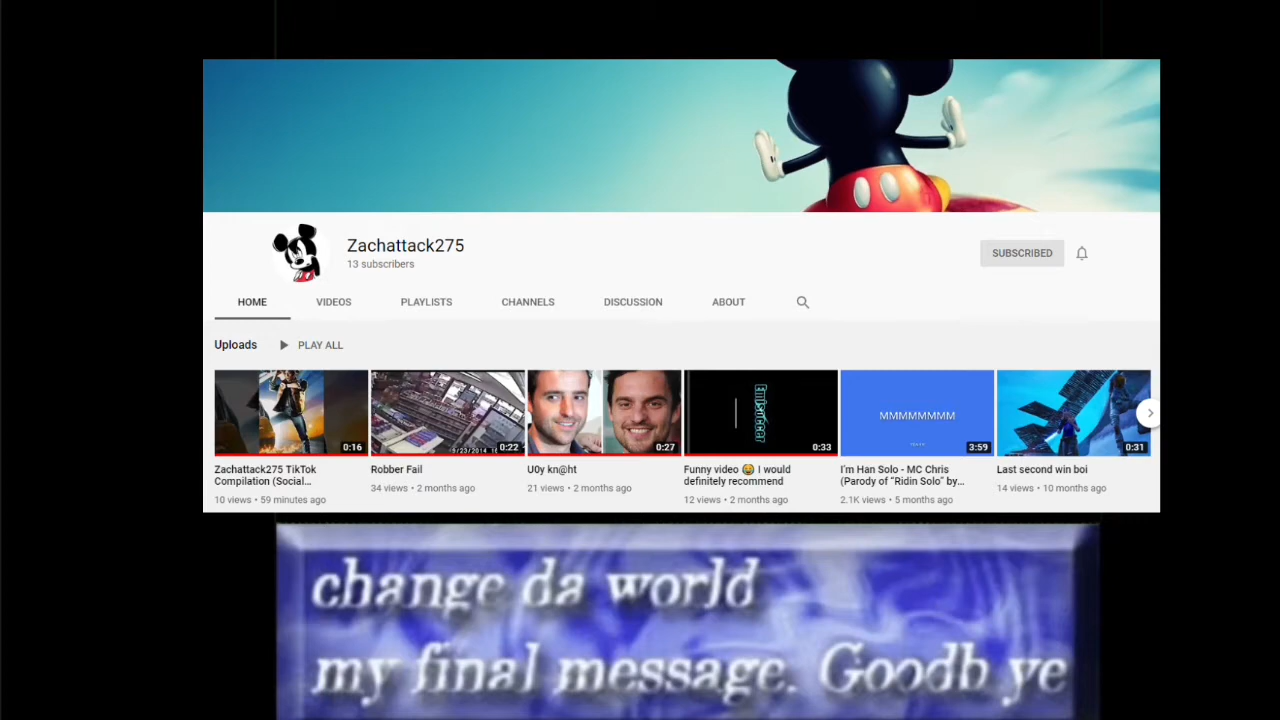 Zachattack275
13 subscribers
SUBSCRIBED
HOME VIDEOS PLAYLISTS CHANNELS DISCUSSION ABOUT
Uploads PLAY ALL
0:16 0:22 0:27 0:33 3:59 0:31
9/23/2014
EmiSoccer
MMMMMMMM
Zachattack275 TikTok
Compilation (Social...
10 views • 59 minutes ago
Robber Fail
34 views • 2 months ago
U0y kn@ht
21 views • 2 months ago
Funny video 😂 I would
definitely recommend
12 views • 2 months ago
I'm Han Solo - MC Chris
(Parody of "Ridin Solo" by...
2.1K views • 5 months ago
Last second win boi
14 views • 10 months ago
change da world
my final message. Goodb ye